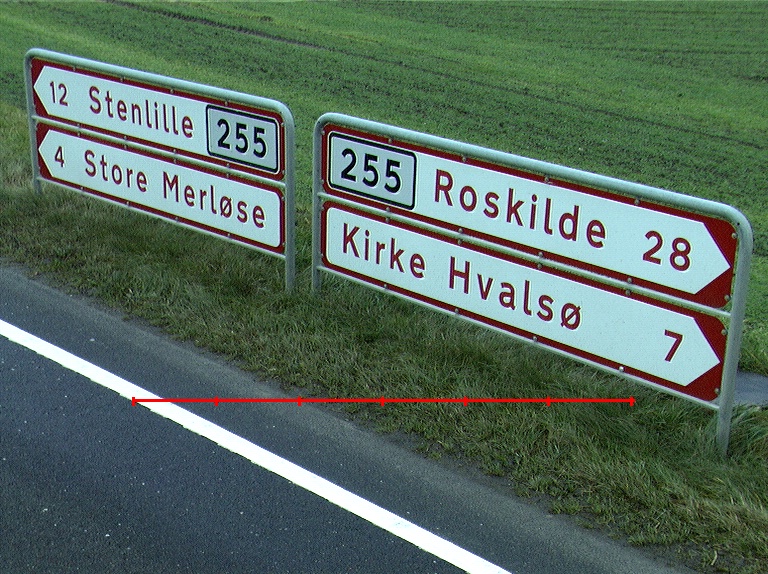 12 Stenlille 255
4 Store Merløse
255 Roskilde 28
Kirke Hvalsø 7